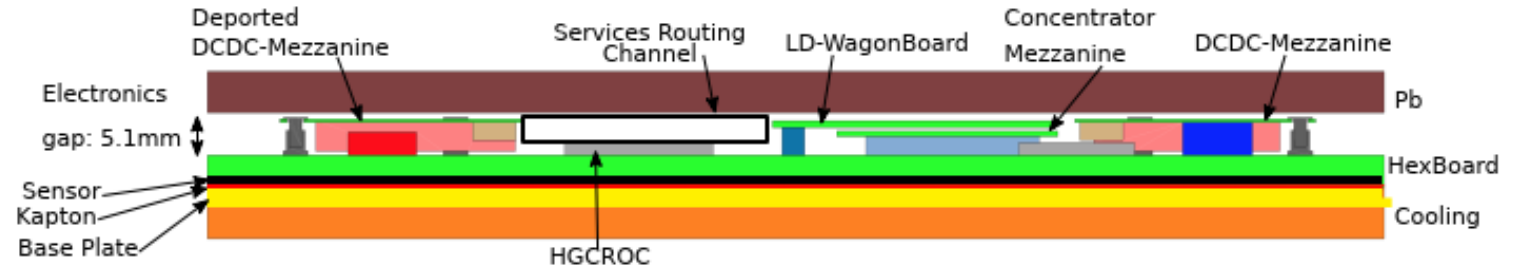 Deported
DCDC-Mezzanine
Services Routing
Channel
LD-WagonBoard
Concentrator
Mezzanine
DCDC-Mezzanine
Electronics
gap: 5.1mm
Pb
HexBoard
Sensor
Kapton
Base Plate
Cooling
HGCROC